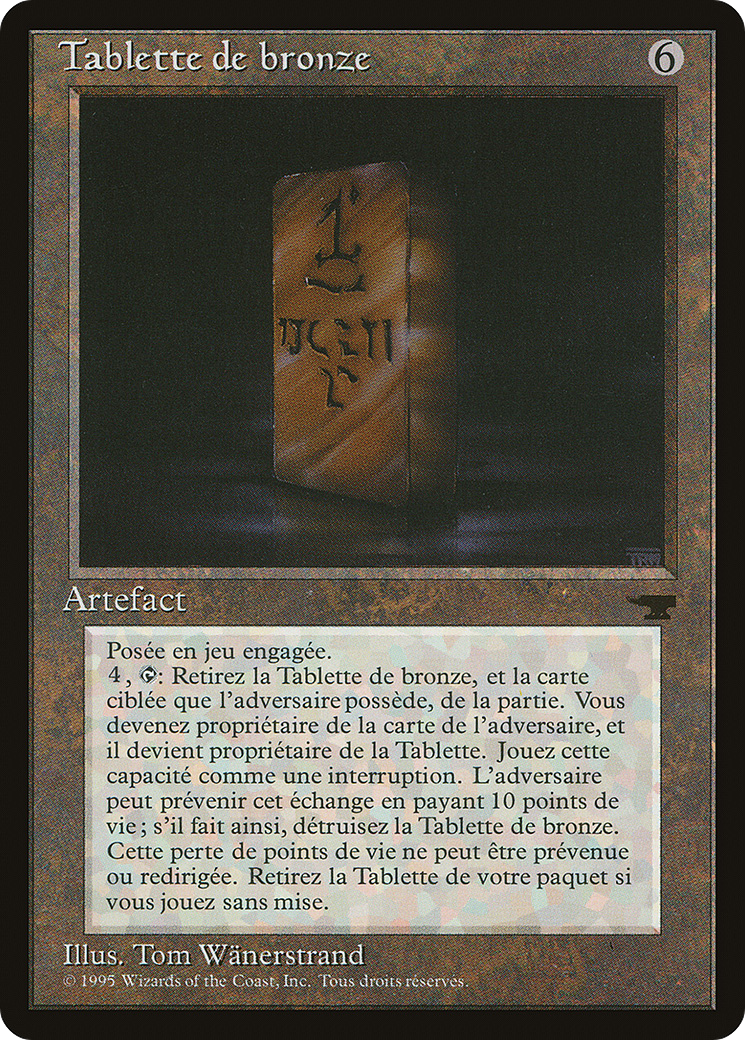 Tablette de bronze
6
Artefact
Posée en jeu engagée.
4, : Retirez la Tablette de bronze, et la carte
ciblée que l'adversaire possède, de la partie. Vous
devenez propriétaire de la carte de l'adversaire, et
il devient propriétaire de la Tablette. Jouez cette
capacité comme une interruption. L'adversaire
peut prévenir cet échange en payant 10 points de
vie ; s'il fait ainsi, détruisez la Tablette de bronze.
Cette perte de points de vie ne peut être prévenue
ou redirigée. Retirez la Tablette de votre paquet si
vous jouez sans mise.
Illus. Tom Wänerstrand
© 1995 Wizards of the Coast, Inc. Tous droits réservés.